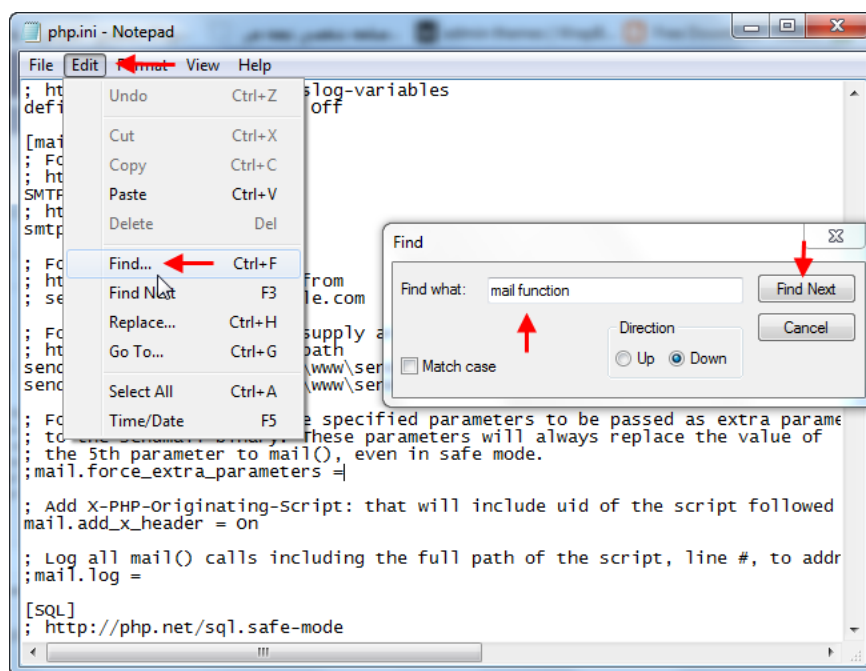 php.ini - Notepad
File Edit Format View Help
; ht
slog-variables
defi
off
[mai
; Fo
; ht
SMTP
; ht
smtp
; Fo
; ht
from
; se
le.com
; Fo
supply a
; ht
path
send
\www\ser
send
\www\ser
; Fo
e specified parameters to be passed as extra parame
; to the sendmail binary. These parameters will always replace the value of
; the 5th parameter to mail(), even in safe mode.
;mail.force_extra_parameters =
; Add X-PHP-Originating-Script: that will include uid of the script followed
mail.add_x_header = On
; Log all mail() calls including the full path of the script, line #, to addr
;mail.log =
[SQL]
; http://php.net/sql.safe-mode
Undo Ctrl+Z
Cut Ctrl+X
Copy Ctrl+C
Paste Ctrl+V
Delete Del
Find... Ctrl+F
Find Next F3
Replace... Ctrl+H
Go To... Ctrl+G
Select All Ctrl+A
Time/Date F5
Find
Find what: mail function Find Next
Direction Cancel
Match case Up Down